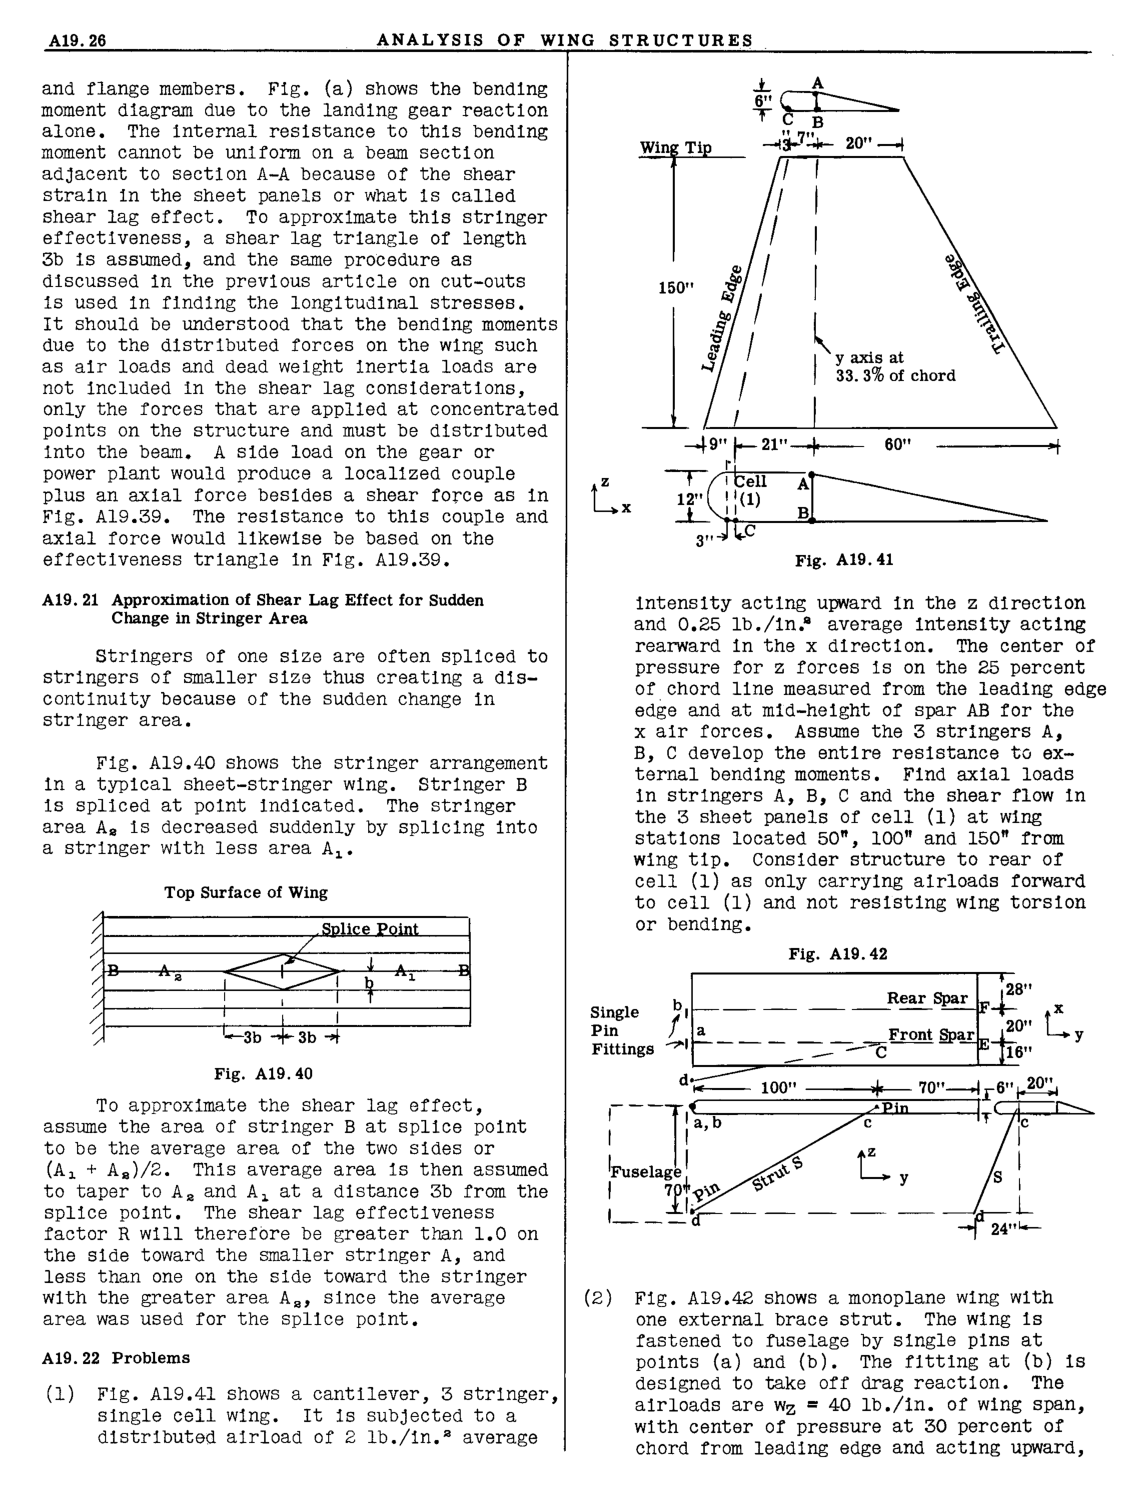 A19.26
ANALYSIS OF WING STRUCTURES
and flange members. Fig. (a) shows the bending
moment diagram due to the landing gear reaction
alone. The internal resistance to this bending
moment cannot be uniform on a beam section
adjacent to section A-A because of the shear
strain in the sheet panels or what is called
shear lag effect. To approximate this stringer
effectiveness, a shear lag triangle of length
3b is assumed, and the same procedure as
discussed in the previous article on cut-outs
is used in finding the longitudinal stresses.
It should be understood that the bending moments
due to the distributed forces on the wing such
as air loads and dead weight inertia loads are
not included in the shear lag considerations,
only the forces that are applied at concentrated
points on the structure and must be distributed
into the beam. A side load on the gear or
power plant would produce a localized couple
plus an axial force besides a shear force as in
Fig. A19.39. The resistance to this couple and
axial force would likewise be based on the
effectiveness triangle in Fig. A19.39.
A19.21 Approximation of Shear Lag Effect for Sudden
Change in Stringer Area
Stringers of one size are often spliced to
stringers of smaller size thus creating a dis-
continuity because of the sudden change in
stringer area.
Fig. A19.40 shows the stringer arrangement
in a typical sheet-stringer wing. Stringer B
is spliced at point indicated. The stringer
area A₂ is decreased suddenly by splicing into
a stringer with less area A₁.
Top Surface of Wing
Splice Point
B A₂ b A₁ B
3b 3b
Fig. A19.40
To approximate the shear lag effect,
assume the area of stringer B at splice point
to be the average area of the two sides or
(A₁ + A₂)/2. This average area is then assumed
to taper to A₂ and A₁ at a distance 3b from the
splice point. The shear lag effectiveness
factor R will therefore be greater than 1.0 on
the side toward the smaller stringer A, and
less than one on the side toward the stringer
with the greater area A₂, since the average
area was used for the splice point.
A19.22 Problems
(1) Fig. A19.41 shows a cantilever, 3 stringer,
single cell wing. It is subjected to a
distributed airload of 2 lb./in.² average
A
6"
C B
Wing Tip
3" 7" 20"
150"
Leading Edge
Trailing Edge
y axis at
33.3% of chord
9" 21" 60"
z
x
12"
Cell
(1)
A
B
C
3"
Fig. A19.41
intensity acting upward in the z direction
and 0.25 lb./in.² average intensity acting
rearward in the x direction. The center of
pressure for z forces is on the 25 percent
of chord line measured from the leading edge
edge and at mid-height of spar AB for the
x air forces. Assume the 3 stringers A,
B, C develop the entire resistance to ex-
ternal bending moments. Find axial loads
in stringers A, B, C and the shear flow in
the 3 sheet panels of cell (1) at wing
stations located 50", 100" and 150" from
wing tip. Consider structure to rear of
cell (1) as only carrying airloads forward
to cell (1) and not resisting wing torsion
or bending.
Fig. A19.42
Single
Pin
Fittings
b
a
Rear Spar
F
Front Spar
E
C
d
28"
20"
16"
x
y
100" 70" 6" 20"
a, b
Pin
c
c
Fuselage
70"
Pin
Strut S
z
y
S
d
d
24"
(2) Fig. A19.42 shows a monoplane wing with
one external brace strut. The wing is
fastened to fuselage by single pins at
points (a) and (b). The fitting at (b) is
designed to take off drag reaction. The
airloads are wz = 40 lb./in. of wing span,
with center of pressure at 30 percent of
chord from leading edge and acting upward,